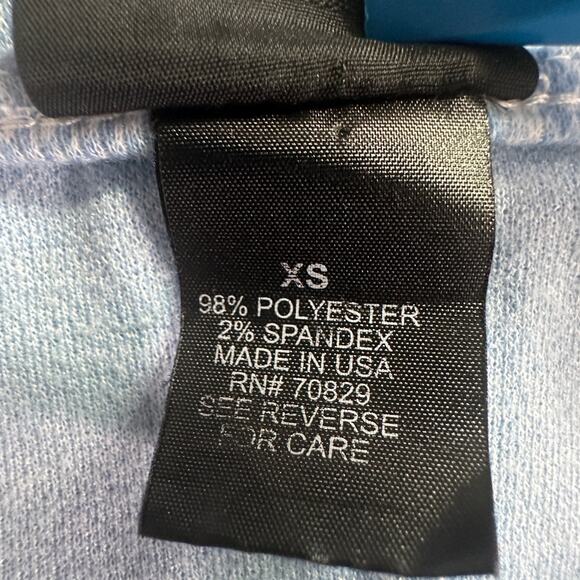 XS
98% POLYESTER
2% SPANDEX
MADE IN USA
RN# 70829
SEE REVERSE
FOR CARE